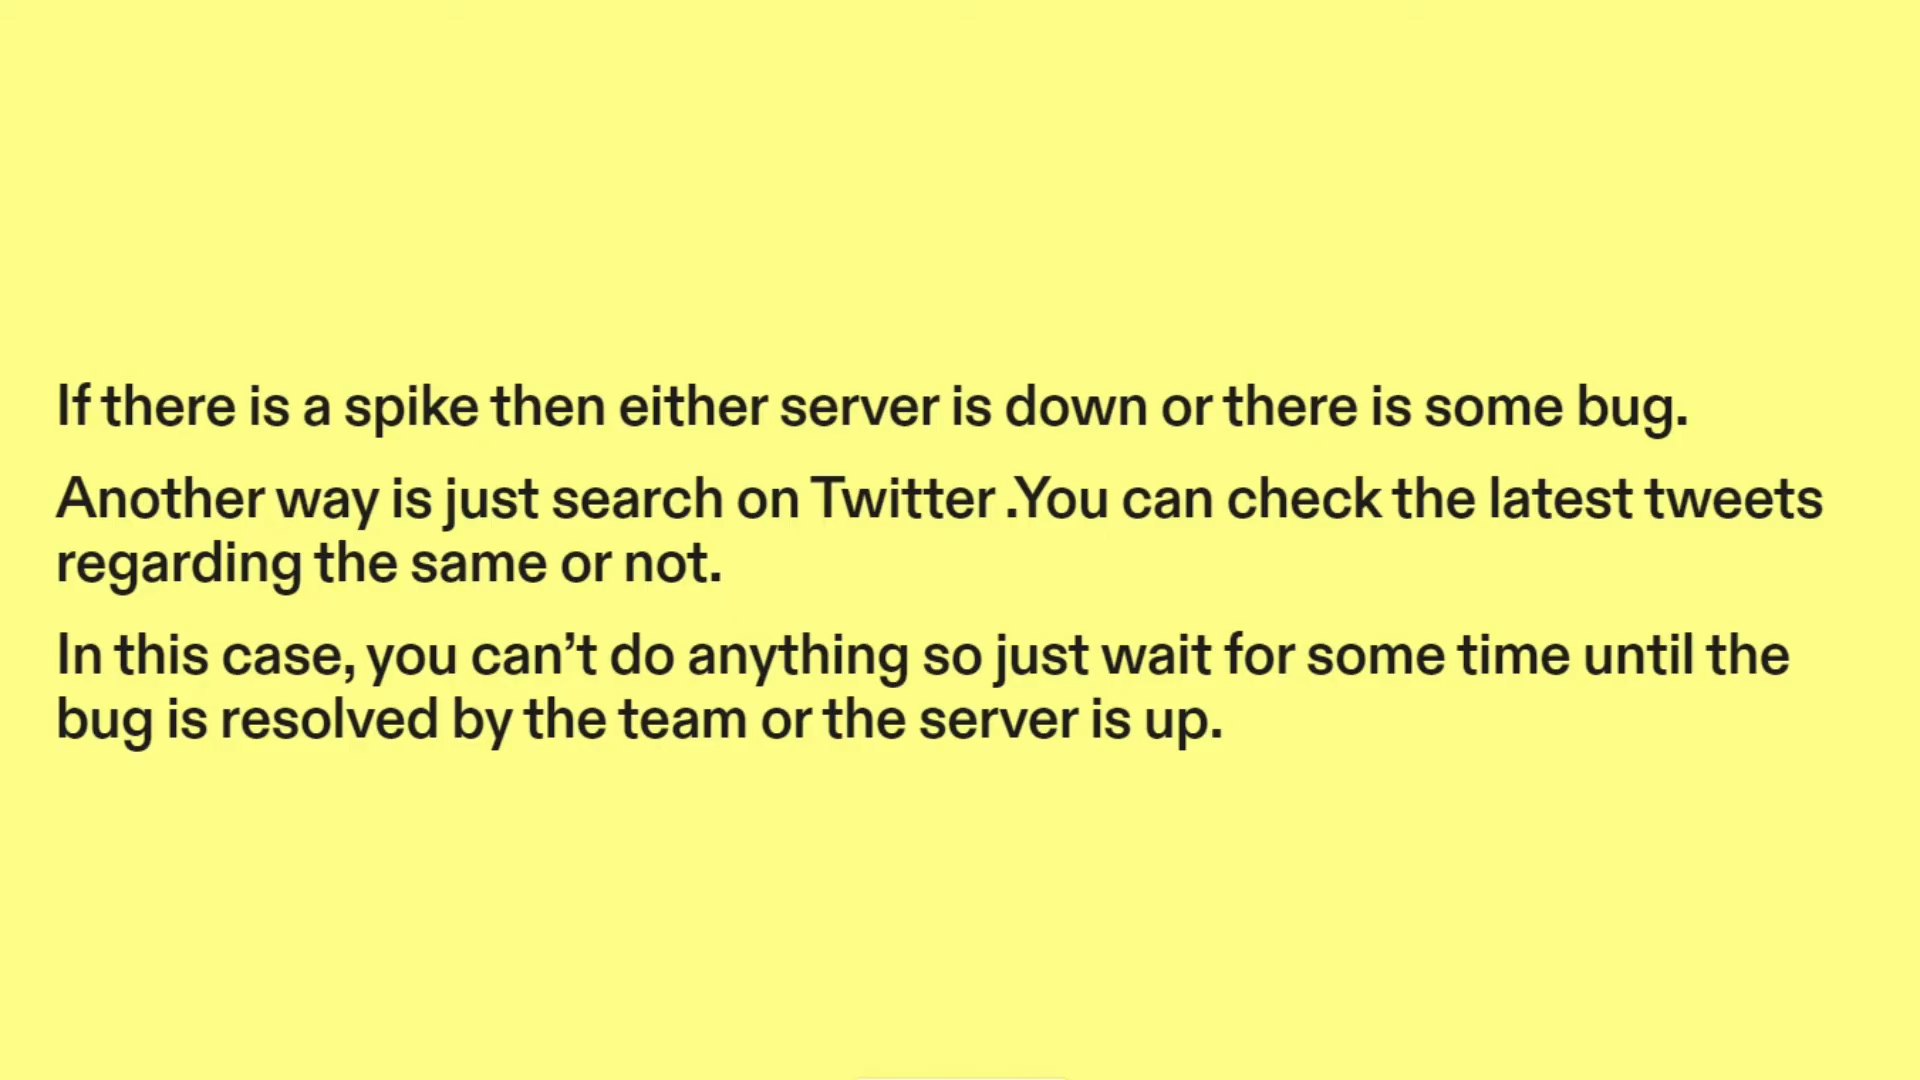 If there is a spike then either server is down or there is some bug.
Another way is just search on Twitter .You can check the latest tweets
regarding the same or not.
In this case, you can’t do anything so just wait for some time until the
bug is resolved by the team or the server is up.